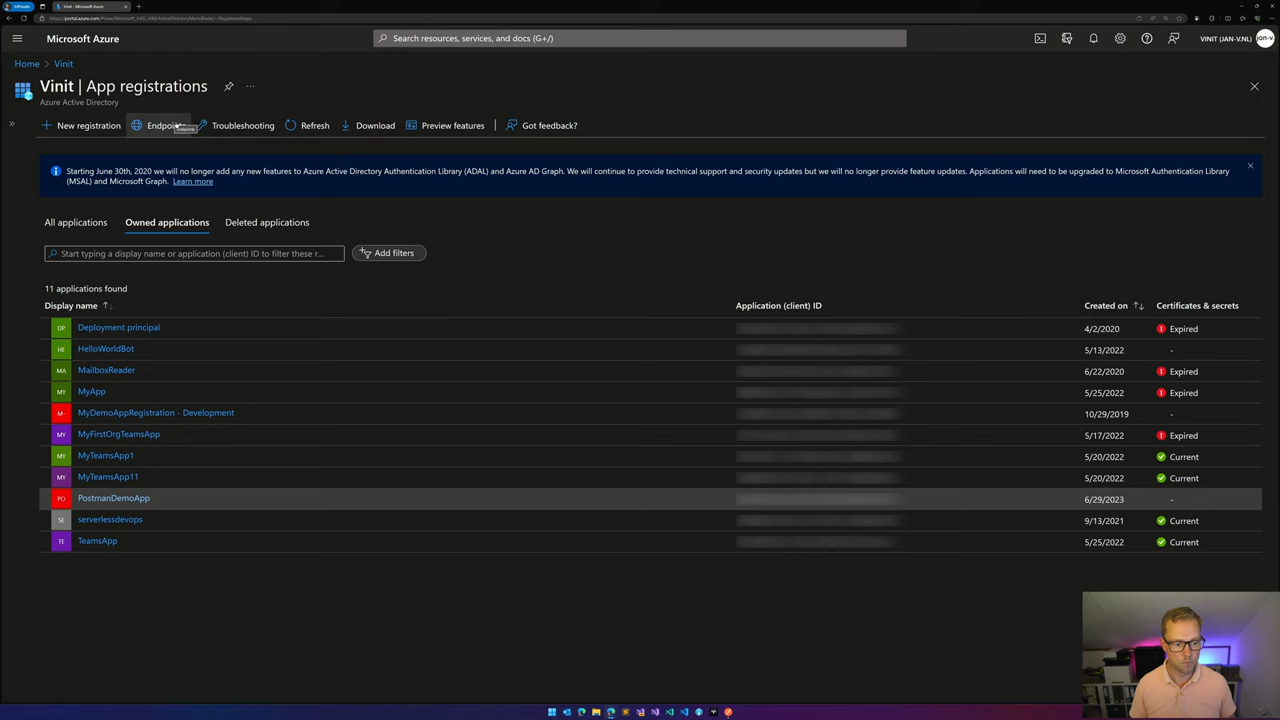 InPrivate
Vinit - Microsoft Azure
Microsoft Azure
Search resources, services, and docs (G+/)
VINIT (JAN-V.NL)
jan-v
Home > Vinit
Vinit | App registrations
Azure Active Directory
New registration
Endpoints
Troubleshooting
Refresh
Download
Preview features
Got feedback?
Endpoints
Starting June 30th, 2020 we will no longer add any new features to Azure Active Directory Authentication Library (ADAL) and Azure AD Graph. We will continue to provide technical support and security updates but we will no longer provide feature updates. Applications will need to be upgraded to Microsoft Authentication Library
(MSAL) and Microsoft Graph. Learn more
All applications
Owned applications
Deleted applications
Start typing a display name or application (client) ID to filter these r...
Add filters
11 applications found
Display name
Application (client) ID
Created on
Certificates & secrets
DP Deployment principal 4/2/2020 Expired
HE HelloWorldBot 5/13/2022 -
MA MailboxReader 6/22/2020 Expired
MY MyApp 5/25/2022 Expired
M- MyDemoAppRegistration - Development 10/29/2019 -
MY MyFirstOrgTeamsApp 5/17/2022 Expired
MY MyTeamsApp1 5/20/2022 Current
MY MyTeamsApp11 5/20/2022 Current
PO PostmanDemoApp 6/29/2023 -
SE serverlessdevops 9/13/2021 Current
TE TeamsApp 5/25/2022 Current